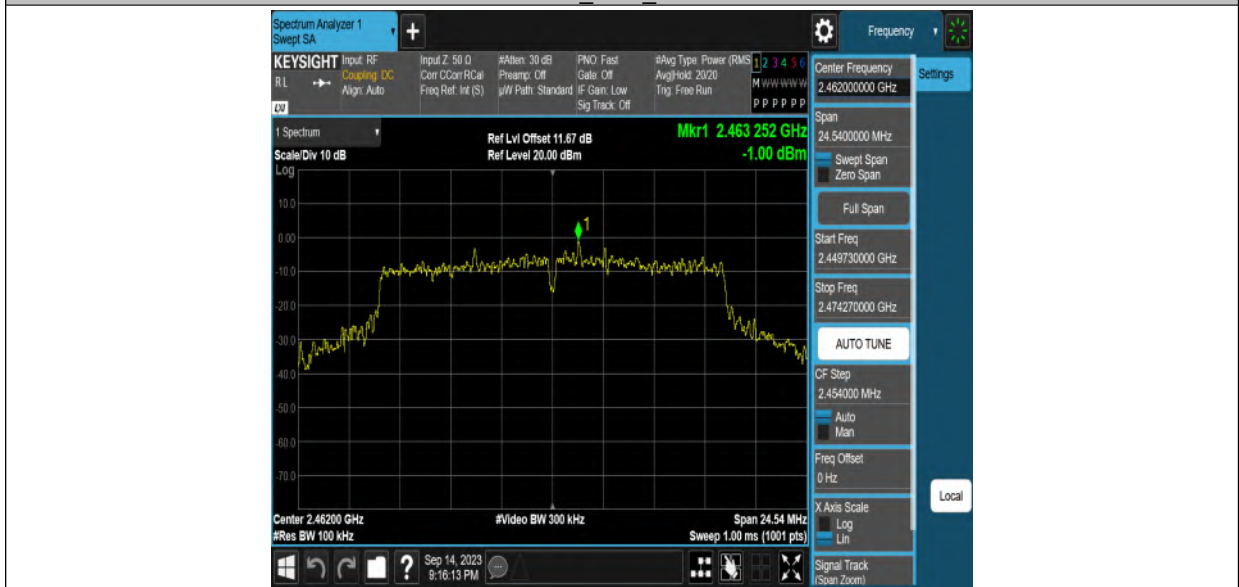 Spectrum Analyzer 1
Swept SA
+
Frequency
KEYSIGHT
RL
Input: RF
Coupling: DC
Align: Auto
Input Z: 50 Ω
Corr CCorr RCal
Freq Ref: Int (S)
#Atten: 30 dB
Preamp: Off
µW Path: Standard
PNO: Fast
Gate: Off
IF Gain: Low
Sig Track: Off
#Avg Type: Power (RMS
Avg|Hold: 20/20
Trig: Free Run
1 2 3 4 5 6
M W W W W W
P P P P P P
1 Spectrum
Scale/Div 10 dB
Log
Ref Lvl Offset 11.67 dB
Ref Level 20.00 dBm
Mkr1 2.463 252 GHz
-1.00 dBm
1
10.0
0.00
-10.0
-20.0
-30.0
-40.0
-50.0
-60.0
-70.0
Center 2.46200 GHz
#Res BW 100 kHz
#Video BW 300 kHz
Span 24.54 MHz
Sweep 1.00 ms (1001 pts)
?
Sep 14, 2023
9:16:13 PM
Center Frequency
2.462000000 GHz
Settings
Span
24.5400000 MHz
Swept Span
Zero Span
Full Span
Start Freq
2.449730000 GHz
Stop Freq
2.474270000 GHz
AUTO TUNE
CF Step
2.454000 MHz
Auto
Man
Freq Offset
0 Hz
X Axis Scale
Log
Lin
Local
Signal Track
(Span Zoom)